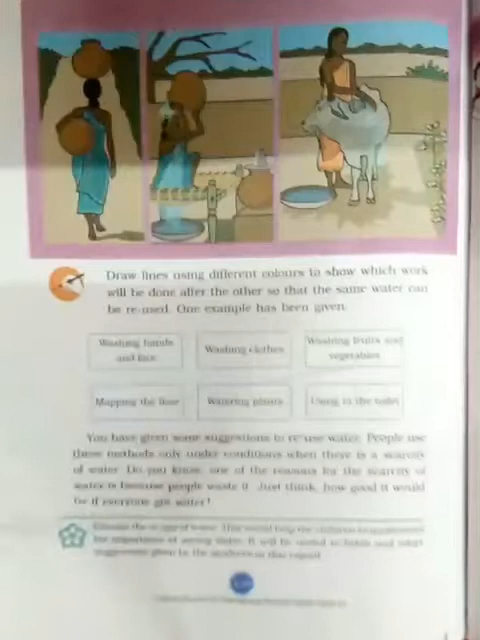 Draw lines using different colours to show which work
will be done after the other so that the same water can
be re-used. One example has been given.
Washing hands
and face
Washing clothes
Washing fruits and
vegetables
Mopping the floor
Watering plants
Using in the toilet
You have given some suggestions to re-use water. People use
these methods only under conditions when there is a scarcity
of water. Do you know, one of the reasons for the scarcity of
water is because people waste it. Just think, how good it would
be if everyone got water!